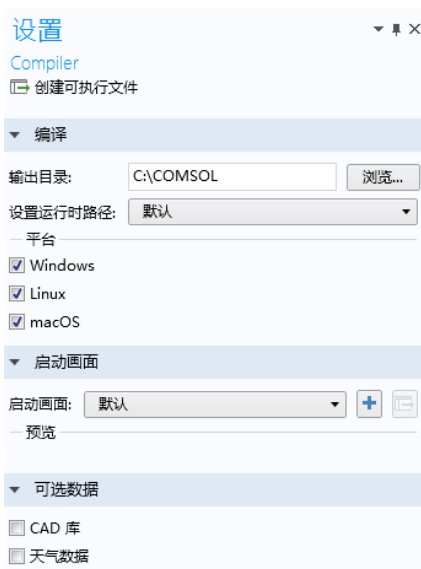 设置
Compiler
创建可执行文件
编译
输出目录: C:\COMSOL 浏览...
设置运行时路径: 默认
平台
Windows
Linux
macOS
启动画面
启动画面: 默认
预览
可选数据
CAD 库
天气数据